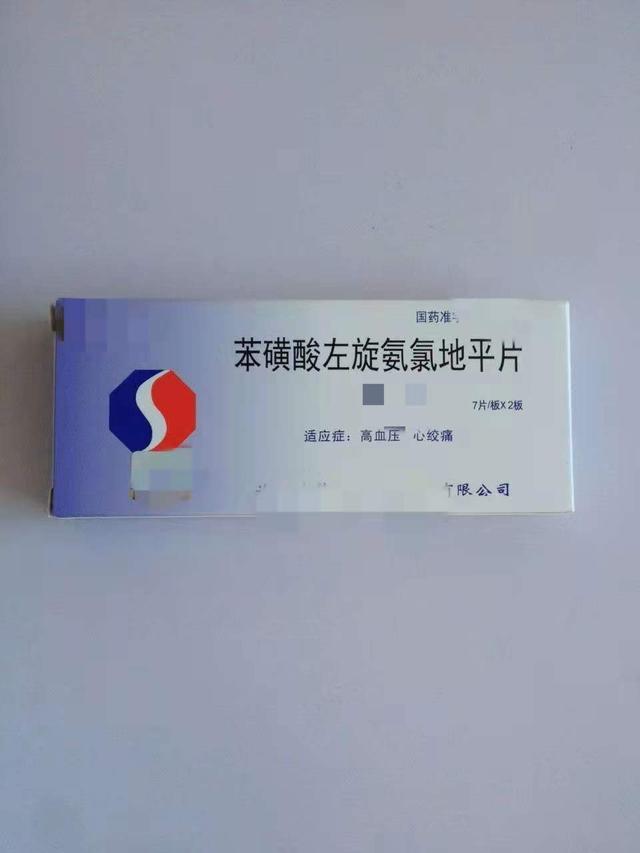 国药准
苯磺酸左旋氨氯地平片
7片/板X2板
适应症：高血压 心绞痛
有限公司